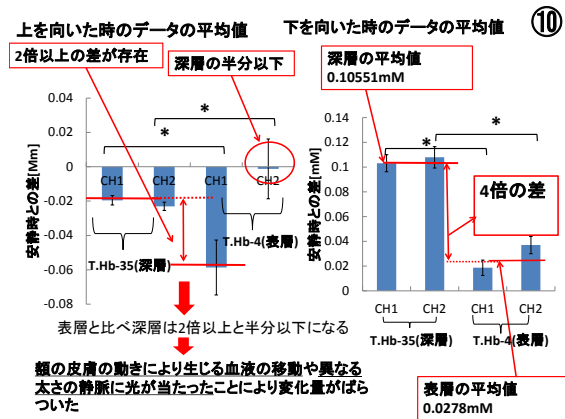 上を向いた時のデータの平均値
下を向いた時のデータの平均値
⑩
2倍以上の差が存在
深層の半分以下
深層の平均値
0.10551mM
安静時との差[Mm]
0.04
0.02
0
-0.02
-0.04
-0.06
-0.08
*
*
CH1
CH2
CH1
CH2
T.Hb-35(深層)
T.Hb-4(表層)
安静時との差[mM]
0.14
0.12
0.1
0.08
0.06
0.04
0.02
0
*
*
4倍の差
CH1
CH2
CH1
CH2
T.Hb-35(深層)
T.Hb-4(表層)
表層と比べ深層は2倍以上と半分以下になる
額の皮膚の動きにより生じる血液の移動や異なる
太さの静脈に光が当たったことにより変化量がばら
ついた
表層の平均値
0.0278mM